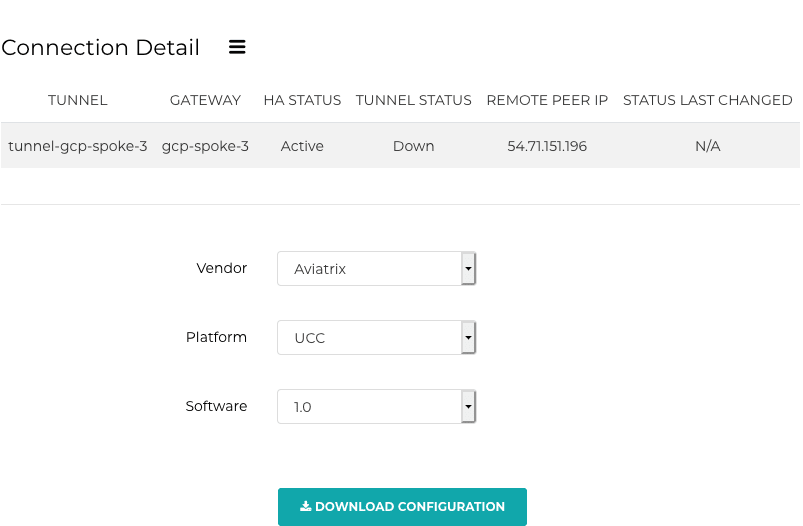 Connection Detail
TUNNEL GATEWAY HA STATUS TUNNEL STATUS REMOTE PEER IP STATUS LAST CHANGED
tunnel-gcp-spoke-3 gcp-spoke-3 Active Down 54.71.151.196 N/A
Vendor Aviatrix
Platform UCC
Software 1.0
DOWNLOAD CONFIGURATION